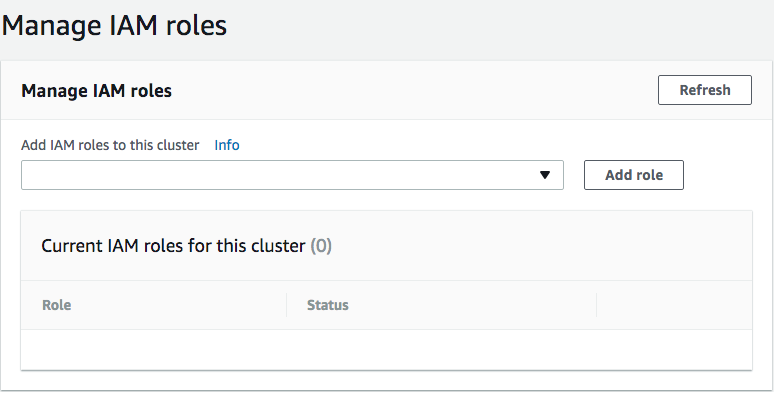 Manage IAM roles
Manage IAM roles
Refresh
Add IAM roles to this cluster Info
Add role
Current IAM roles for this cluster (0)
Role Status